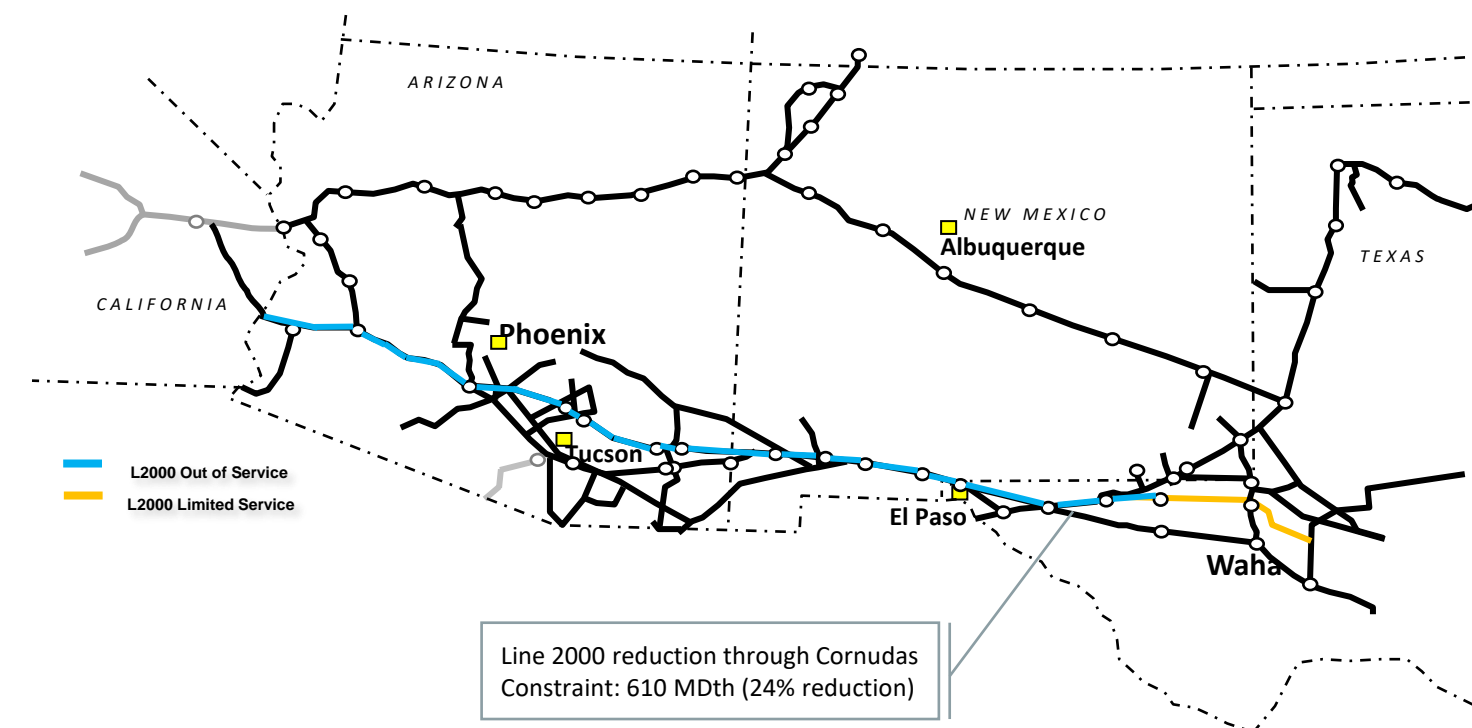 ARIZONA
NEW MEXICO
Albuquerque
TEXAS
CALIFORNIA
Phoenix
Tucson
L2000 Out of Service
L2000 Limited Service
El Paso
Waha
Line 2000 reduction through Cornudas
Constraint: 610 MDth (24% reduction)